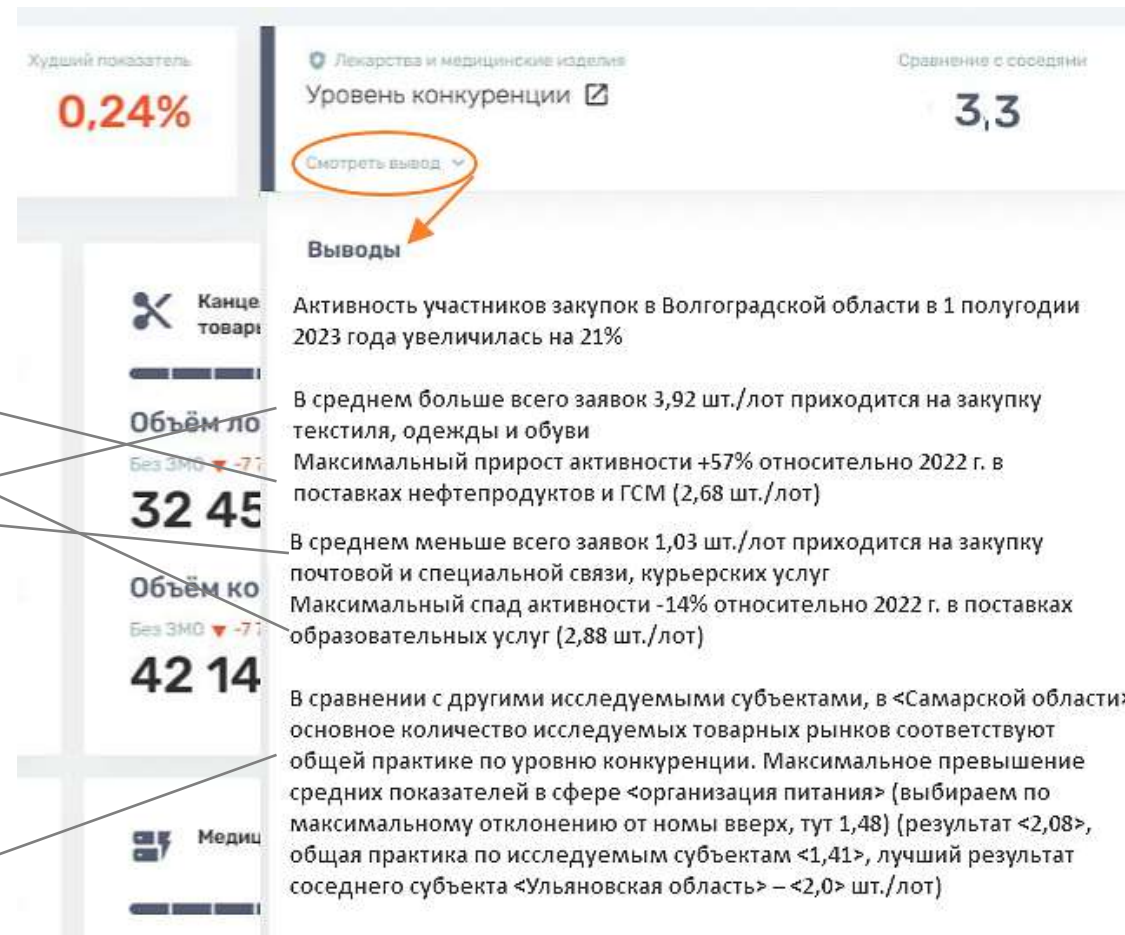 Худший показатель
0,24%
Лекарства и медицинские изделия
Уровень конкуренции
Смотреть вывод
Сравнение с соседями
3,3
Выводы
Активность участников закупок в Волгоградской области в 1 полугодии
2023 года увеличилась на 21%
В среднем больше всего заявок 3,92 шт./лот приходится на закупку
текстиля, одежды и обуви
Максимальный прирост активности +57% относительно 2022 г. в
поставках нефтепродуктов и ГСМ (2,68 шт./лот)
В среднем меньше всего заявок 1,03 шт./лот приходится на закупку
почтовой и специальной связи, курьерских услуг
Максимальный спад активности -14% относительно 2022 г. в поставках
образовательных услуг (2,88 шт./лот)
В сравнении с другими исследуемыми субъектами, в <Самарской области>
основное количество исследуемых товарных рынков соответствуют
общей практике по уровню конкуренции. Максимальное превышение
средних показателей в сфере <организация питания> (выбираем по
максимальному отклонению от номы вверх, тут 1,48) (результат <2,08>,
общая практика по исследуемым субъектам <1,41>, лучший результат
соседнего субъекта <Ульяновская область> – <2,0> шт./лот)
Канце
товары
Объём ло
Без ЗМО -77
32 45
Объём ко
Без ЗМО -77
42 14
Медиц